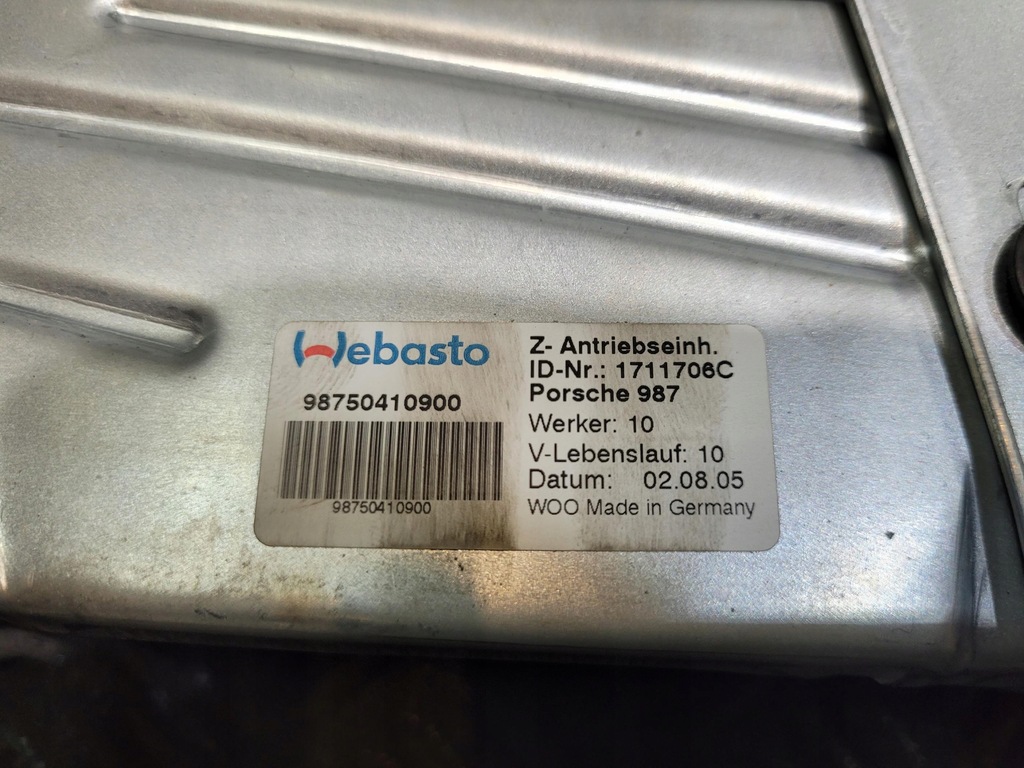 Webasto
98750410900
98750410900
Z- Antriebseinh.
ID-Nr.: 1711706C
Porsche 987
Werker: 10
V-Lebenslauf: 10
Datum: 02.08.05
WOO Made in Germany